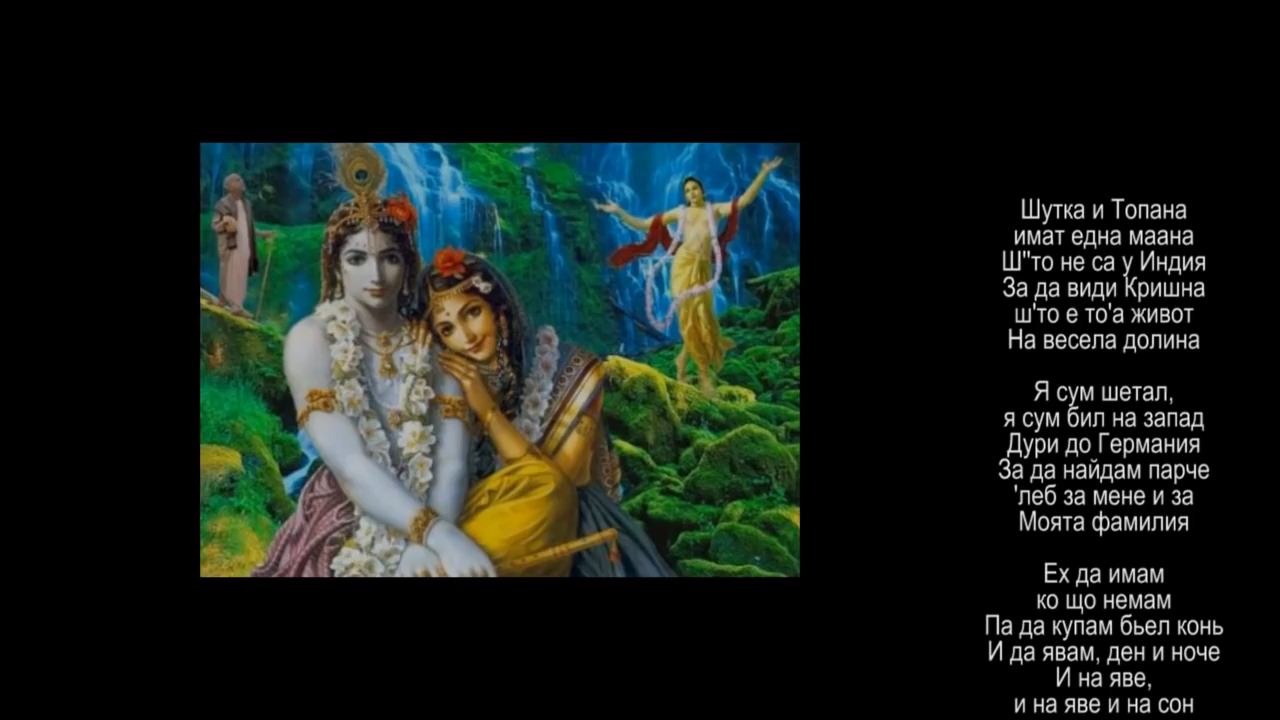 Шутка и Топана
имат една маана
Ш"то не са у Индия
За да види Кришна
ш'то е то'а живот
На весела долина
Я сум шетал,
я сум бил на запад
Дури до Германия
За да найдам парче
'леб за мене и за
Моята фамилия
Ех да имам
ко що немам
Па да купам бьел конь
И да явам, ден и ноче
И на яве,
и на яве и на сон